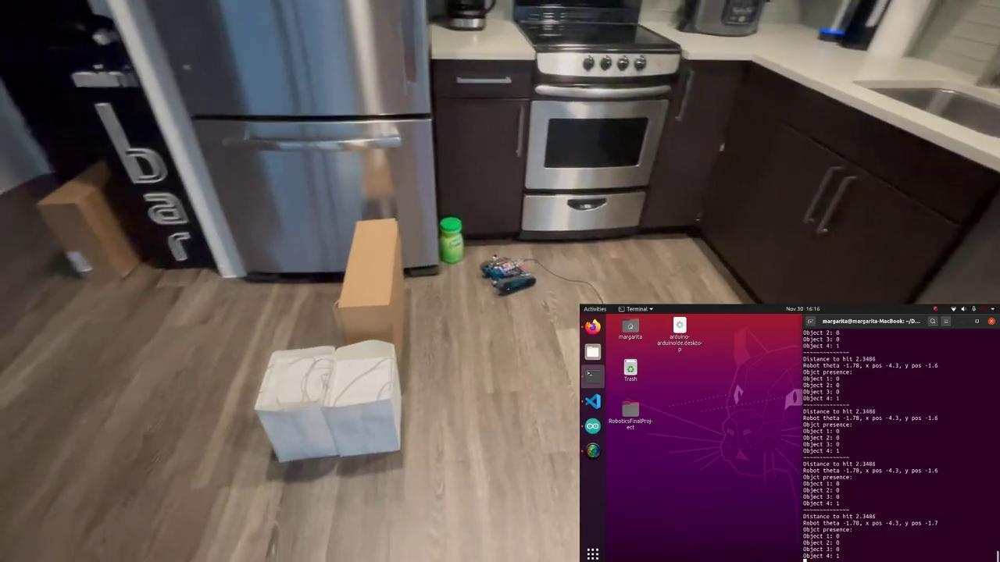 bar
Activities
Terminal
Nov 30 16:16
margarita
arduino-
arduinoide.deskto-
p
Trash
RoboticsFinalProj-
ect
margarita@margarita-MacBook: ~/D...
Object 2: 0
Object 3: 0
Object 4: 1
~~~~~~~~~~~~~~
Distance to hit 2.3486
Robot theta -1.78, x pos -4.3, y pos -1.6
Objct presence:
Object 1: 0
Object 2: 0
Object 3: 0
Object 4: 1
~~~~~~~~~~~~~~
Distance to hit 2.3486
Robot theta -1.78, x pos -4.3, y pos -1.6
Objct presence:
Object 1: 0
Object 2: 0
Object 3: 0
Object 4: 1
~~~~~~~~~~~~~~
Distance to hit 2.3486
Robot theta -1.78, x pos -4.3, y pos -1.6
Objct presence:
Object 1: 0
Object 2: 0
Object 3: 0
Object 4: 1
~~~~~~~~~~~~~~
Distance to hit 2.3486
Robot theta -1.78, x pos -4.3, y pos -1.7
Objct presence:
Object 1: 0
Object 2: 0
Object 3: 0
Object 4: 1